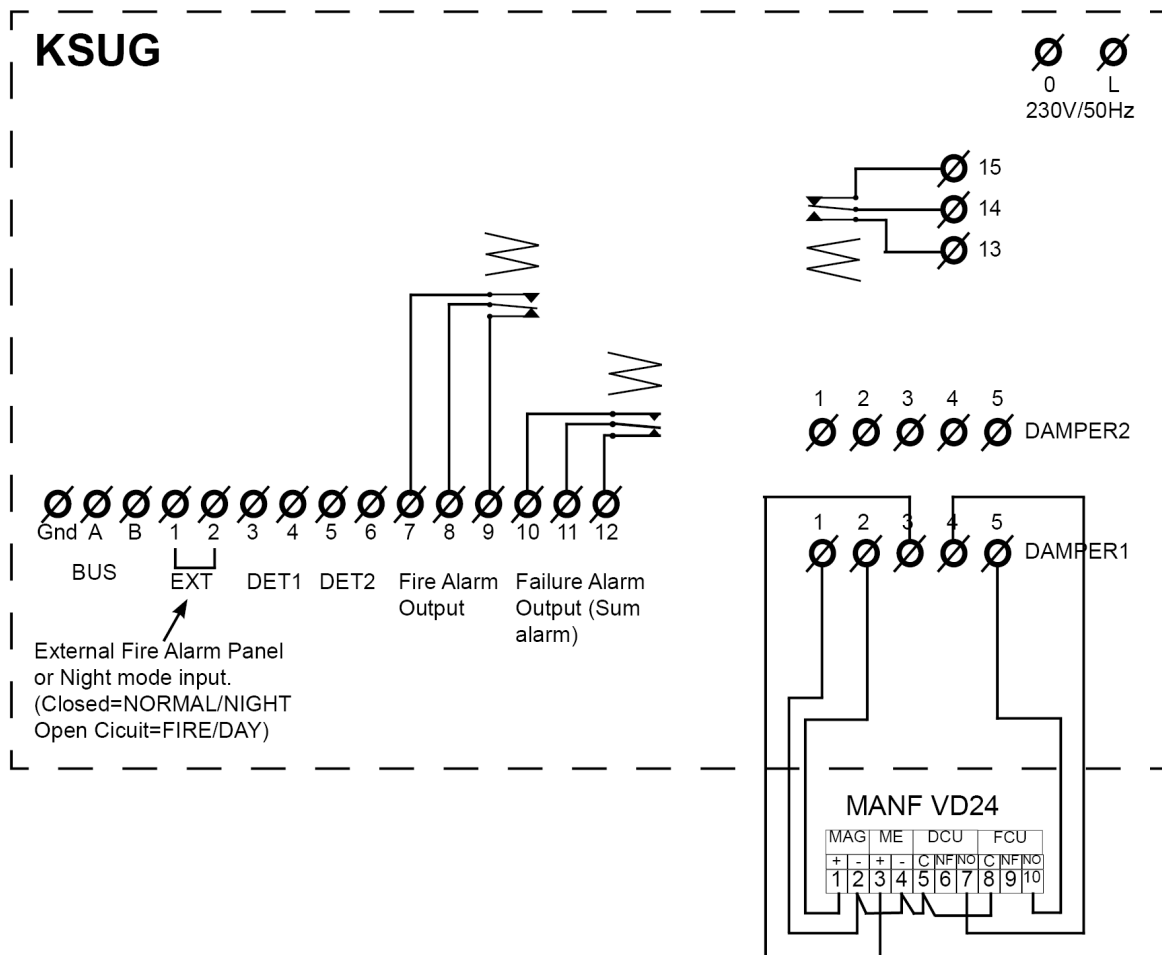 KSUG
0 L
230V/50Hz
15
14
13
1 2 3 4 5
DAMPER2
Gnd A B 1 2 3 4 5 6 7 8 9 10 11 12
BUS
EXT
DET1 DET2
Fire Alarm
Output
Failure Alarm
Output (Sum
alarm)
1 2 3 4 5
DAMPER1
External Fire Alarm Panel
or Night mode input.
(Closed=NORMAL/NIGHT
Open Cicuit=FIRE/DAY)
MANF VD24
MAG ME DCU FCU
+ - + - C NF NO C NF NO
1 2 3 4 5 6 7 8 9 10